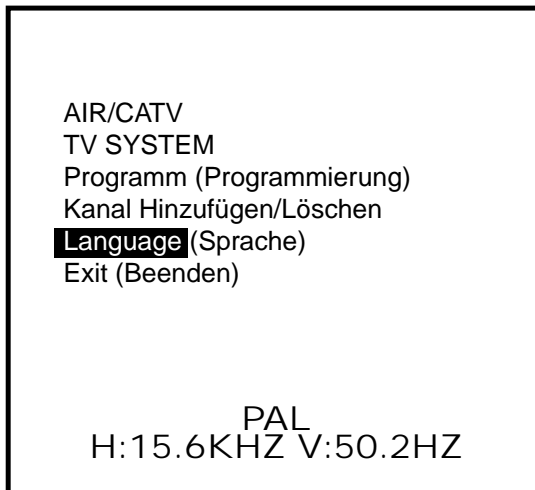 AIR/CATV
TV SYSTEM
Programm (Programmierung)
Kanal Hinzufügen/Löschen
Language (Sprache)
Exit (Beenden)
PAL
H:15.6KHZ V:50.2HZ